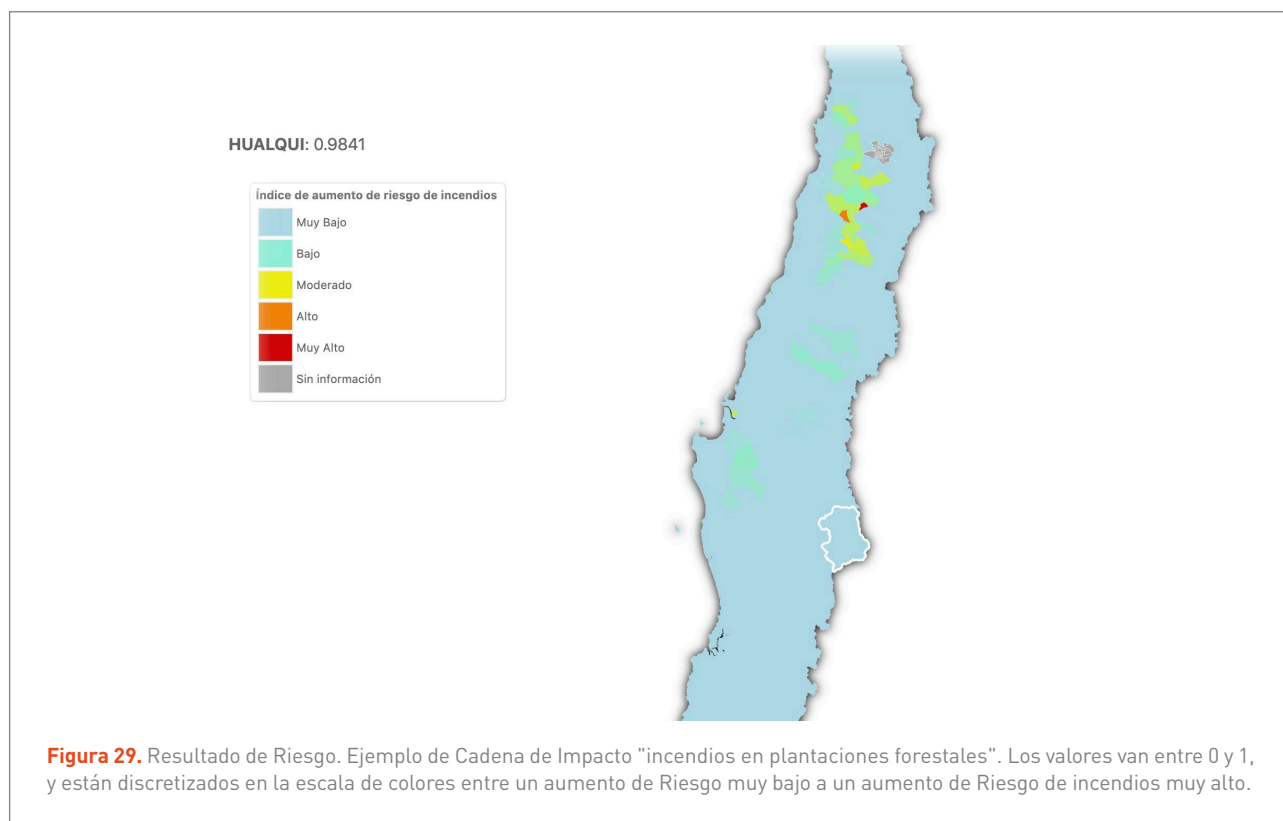 HUALQUI: 0.9841
Índice de aumento de riesgo de incendios
Muy Bajo
Bajo
Moderado
Alto
Muy Alto
Sin información
Figura 29. Resultado de Riesgo. Ejemplo de Cadena de Impacto "incendios en plantaciones forestales". Los valores van entre 0 y 1,
y están discretizados en la escala de colores entre un aumento de Riesgo muy bajo a un aumento de Riesgo de incendios muy alto.